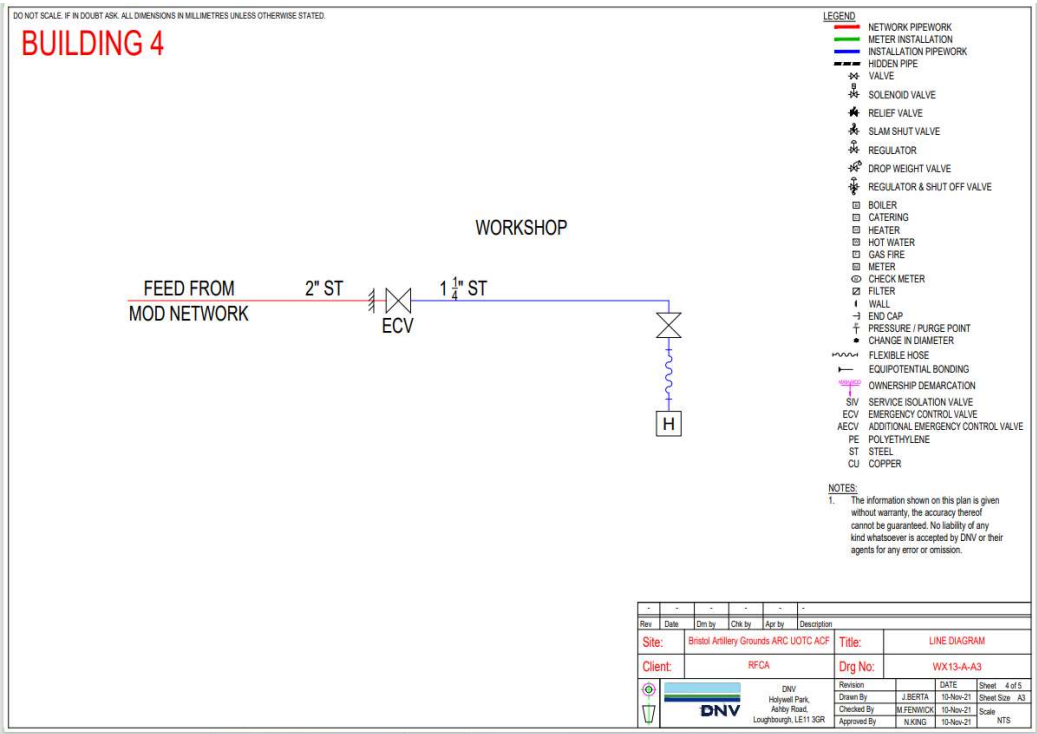 DO NOT SCALE. IF IN DOUBT ASK. ALL DIMENSIONS IN MILLIMETRES UNLESS OTHERWISE STATED.
BUILDING 4
WORKSHOP
FEED FROM
MOD NETWORK
2" ST
ECV
1 1/4" ST
H
LEGEND
NETWORK PIPEWORK
METER INSTALLATION
INSTALLATION PIPEWORK
HIDDEN PIPE
VALVE
SOLENOID VALVE
RELIEF VALVE
SLAM SHUT VALVE
REGULATOR
DROP WEIGHT VALVE
REGULATOR & SHUT OFF VALVE
BOILER
CATERING
HEATER
HOT WATER
GAS FIRE
METER
CHECK METER
FILTER
WALL
END CAP
PRESSURE / PURGE POINT
CHANGE IN DIAMETER
FLEXIBLE HOSE
EQUIPOTENTIAL BONDING
OWNERSHIP DEMARCATION
SIV SERVICE ISOLATION VALVE
ECV EMERGENCY CONTROL VALVE
AECV ADDITIONAL EMERGENCY CONTROL VALVE
PE POLYETHYLENE
ST STEEL
CU COPPER
NOTES:
1. The information shown on this plan is given
without warranty, the accuracy thereof
cannot be guaranteed. No liability of any
kind whatsoever is accepted by DNV or their
agents for any error or omission.
- - - - - -
Rev Date Drn by Chk by Apr by Description
Site: Bristol Artillery Grounds ARC UOTC ACF Title: LINE DIAGRAM
Client: RFCA Drg No: WX13-A-A3
DNV
DNV
Holywell Park,
Ashby Road,
Loughbourgh, LE11 3GR
Revision DATE Sheet 4 of 5
Drawn By J.BERTA 10-Nov-21 Sheet Size A3
Checked By M.FENWICK 10-Nov-21 Scale
Approved By N.KING 10-Nov-21 NTS